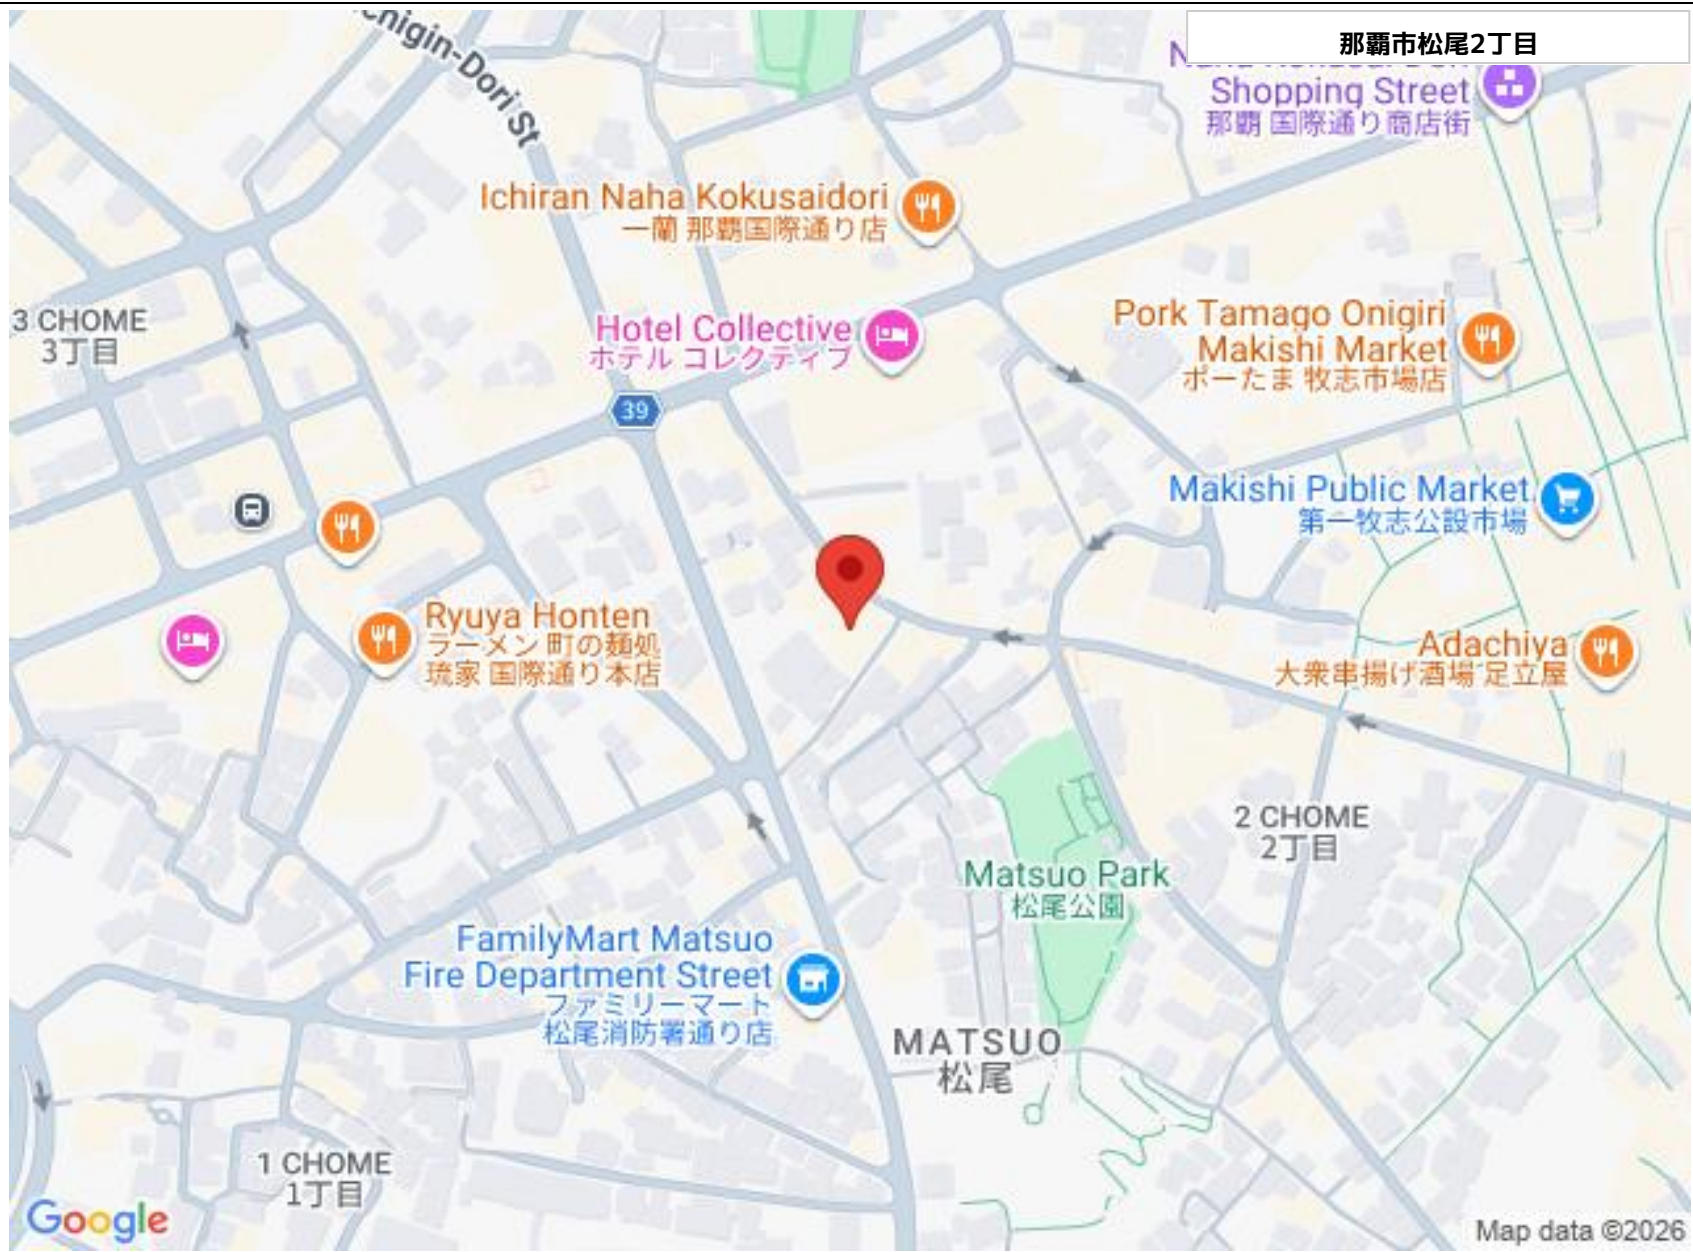 那覇市松尾2丁目
chigin-Dori St
Shopping Street
那覇 国際通り商店街
Ichiran Naha Kokusaidori
一蘭 那覇国際通り店
3 CHOME
3丁目
Hotel Collective
ホテル コレクティブ
Pork Tamago Onigiri
Makishi Market
ポーたま 牧志市場店
39
Makishi Public Market
第一牧志公設市場
Ryuya Honten
ラーメン 町の麺処
琉家 国際通り本店
Adachiya
大衆串揚げ酒場 足立屋
2 CHOME
2丁目
Matsuo Park
松尾公園
FamilyMart Matsuo
Fire Department Street
ファミリーマート
松尾消防署通り店
MATSUO
松尾
1 CHOME
1丁目
Google
Map data ©2026